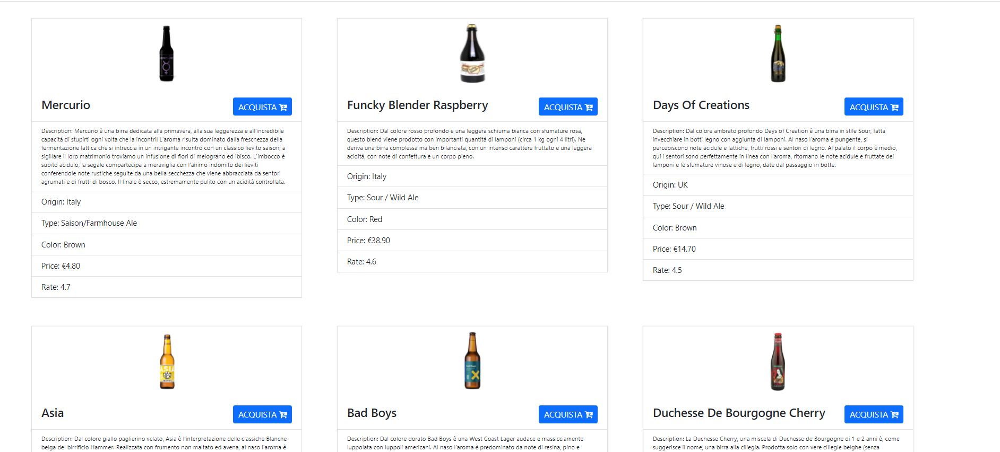 Mercurio
ACQUISTA
Description: Mercurio è una birra dedicata alla primavera, alla sua leggerezza e all'incredibile
capacità di stupirti ogni volta che la incontri! L'aroma risulta dominato dalla freschezza della
fermentazione lattica che si intreccia in un intrigante incontro con un classico lievito saison, a
sigillare il loro matrimonio troviamo un infusione di fiori di melograno ed ibisco. L'imbocco è
subito acidulo, la segale compartecipa a meraviglia con l'animo indomito dei lieviti
conferendole note rustiche seguite da una bella secchezza che viene abbracciata da sentori
agrumati e di frutti di bosco. Il finale è secco, estremamente pulito con un acidità controllata.
Origin: Italy
Type: Saison/Farmhouse Ale
Color: Brown
Price: €4.80
Rate: 4.7
Funcky Blender Raspberry
ACQUISTA
Description: Dal colore rosso profondo e una leggera schiuma bianca con sfumature rosa,
questo blend viene prodotto con importanti quantità di lamponi (circa 1 kg ogni 4 litri). Ne
deriva una birra complessa ma ben bilanciata, con un intenso carattere fruttato e una leggera
acidità, con note di confettura e un corpo pieno.
Origin: Italy
Type: Sour / Wild Ale
Color: Red
Price: €38.90
Rate: 4.6
Days Of Creations
ACQUISTA
Description: Dal colore ambrato profondo Days of Creation è una birra in stile Sour, fatta
invecchiare in botti legno con aggiunta di lamponi. Al naso l'aroma è pungente, si
percepiscono note acidule e lattiche, frutti rossi e sentori di legno. Al palato il corpo è medio,
qui i sentori sono perfettamente in linea con l'aroma, ritornano le note acidule e fruttate dei
lamponi e le sfumature vinose e di legno, date dal passaggio in botte.
Origin: UK
Type: Sour / Wild Ale
Color: Brown
Price: €14.70
Rate: 4.5
ASIA
Asia
ACQUISTA
Description: Dal colore giallo paglierino velato, Asia è l'interpretazione delle classiche Blanche
belga del birrificio Hammer. Realizzata con frumento non maltato ed avena, al naso l'aroma è
Bad Boys
ACQUISTA
Description: Dal colore dorato Bad Boys è una West Coast Lager audace e massicciamente
luppolata con luppoli americani. Al naso l'aroma è predominato da note di resina, pino e
Duchesse De Bourgogne Cherry
ACQUISTA
Description: La Duchesse Cherry, una miscela di Duchesse de Bourgogne di 1 e 2 anni è, come
suggerisce il nome, una birra alla ciliegia. Prodotta solo con vere ciliegie belghe (senza